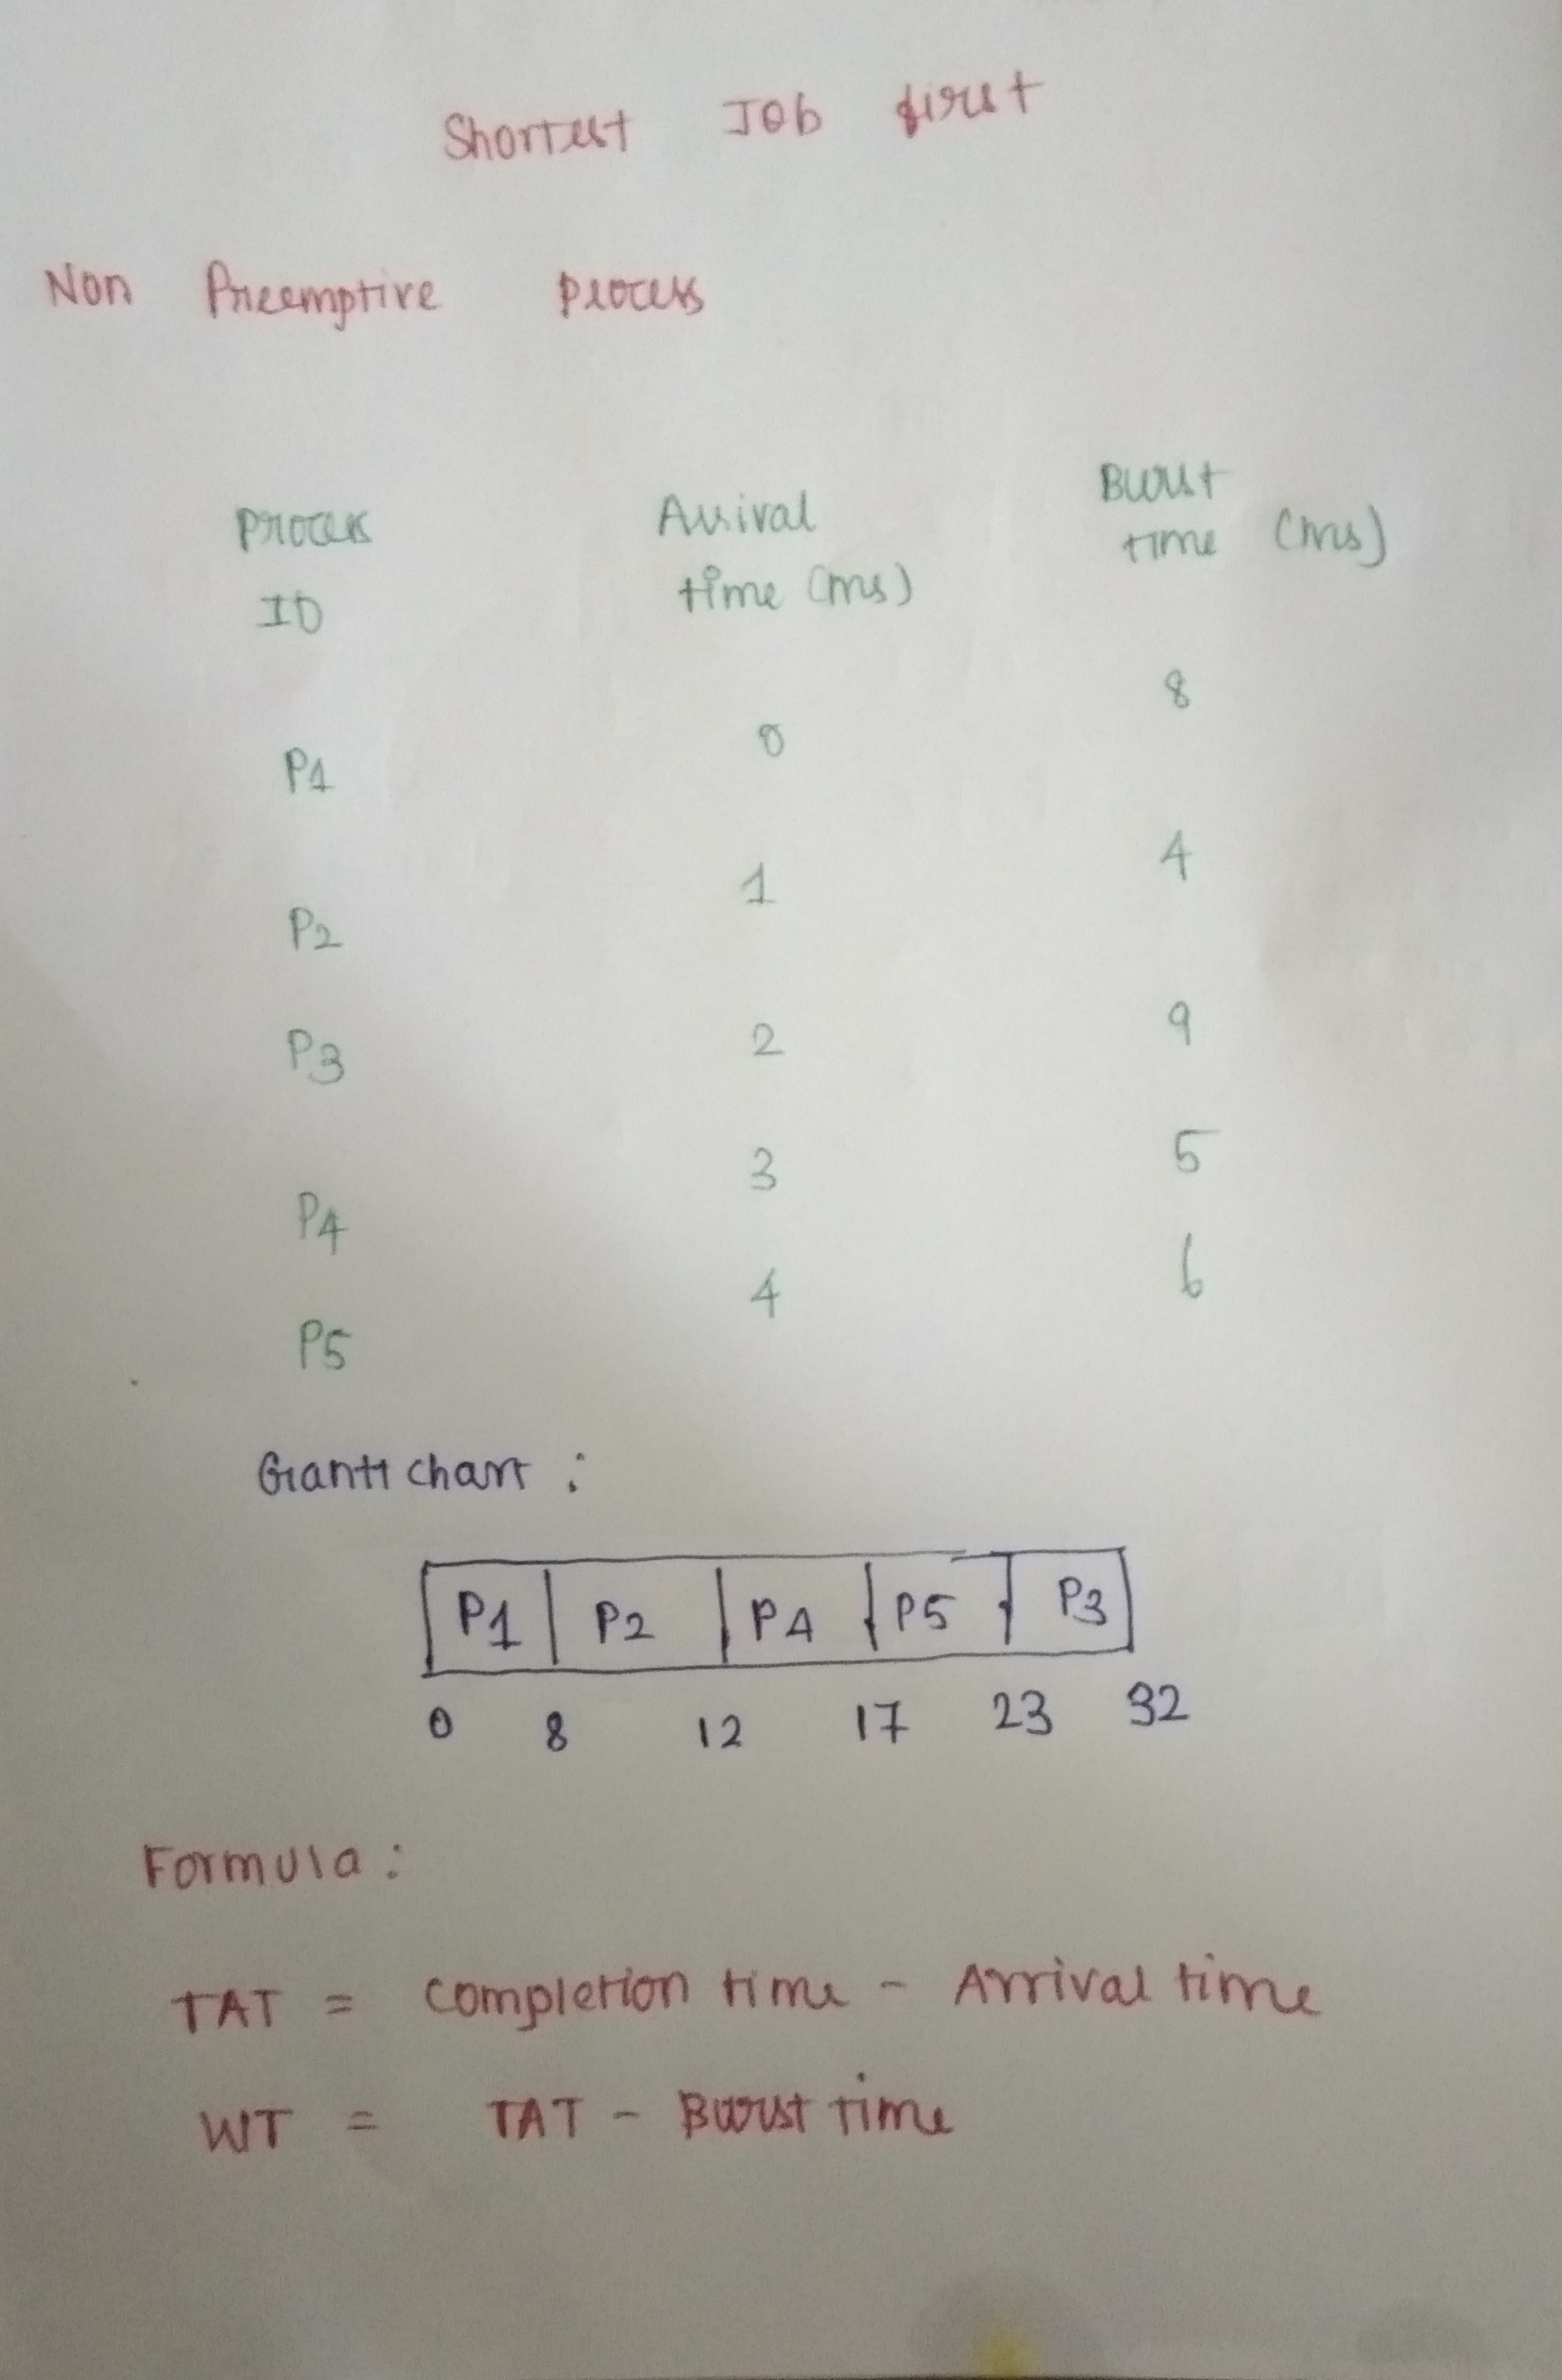 Shortest Job first
Non Preemptive process
Process ID Arrival time (ms) Burst time (ms)
P1 0 8
P2 1 4
P3 2 9
P4 3 5
P5 4 6
Gantt chart :
P1 P2 P4 P5 P3
0 8 12 17 23 32
Formula :
TAT = completion time - Arrival time
WT = TAT - Burst time